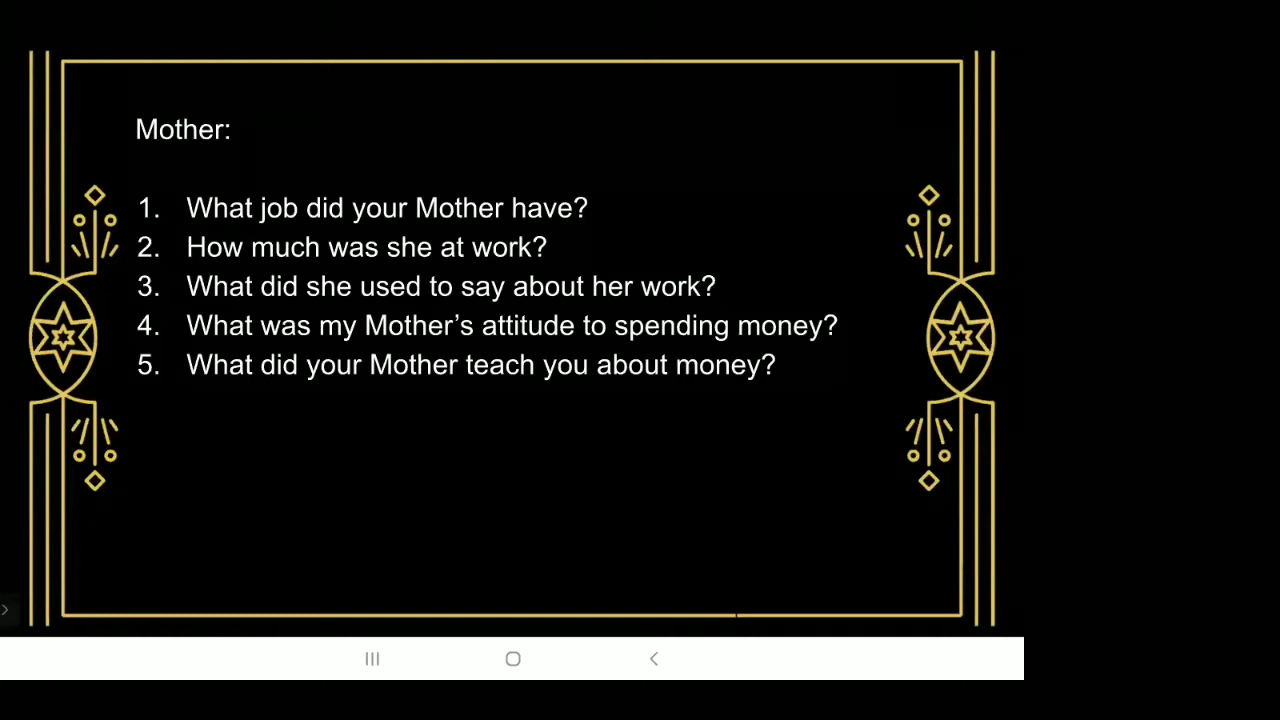 Mother:
1. What job did your Mother have?
2. How much was she at work?
3. What did she used to say about her work?
4. What was my Mother’s attitude to spending money?
5. What did your Mother teach you about money?